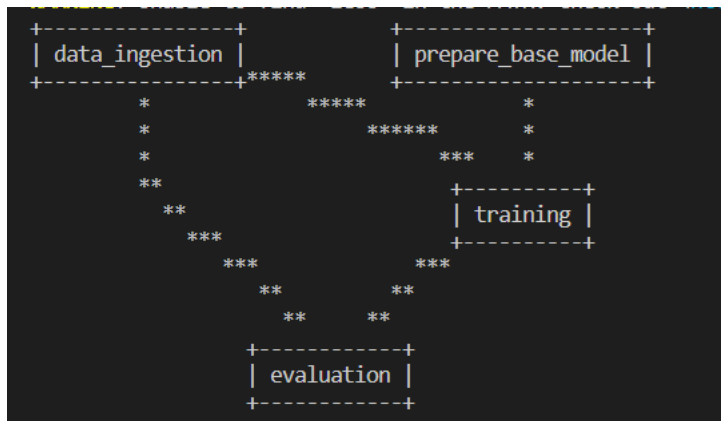 data_ingestion
prepare_base_model
training
evaluation